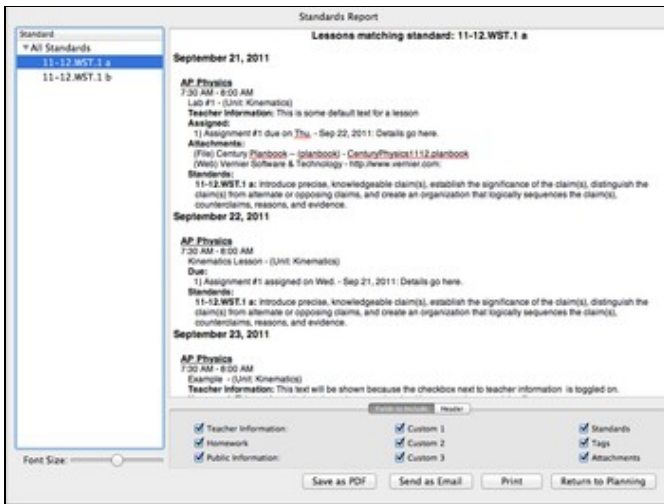 Standards Report
Standard
All Standards
11-12.WST.1 a
11-12.WST.1 b
Lessons matching standard: 11-12.WST.1 a
September 21, 2011
AP Physics
7:30 AM - 8:00 AM
Lab #1 - (Unit: Kinematics)
Teacher Information: This is some default text for a lesson
Assigned:
1) Assignment #1 due on Thu. - Sep 22, 2011: Details go here.
Attachments:
(File) Century Planbook -- (planbook) - CenturyPhysics1112.planbook
(Web) Vernier Software & Technology - http://www.vernier.com:
Standards:
11-12.WST.1 a: Introduce precise, knowledgeable claim(s), establish the significance of the claim(s), distinguish the
claim(s) from alternate or opposing claims, and create an organization that logically sequences the claim(s),
counterclaims, reasons, and evidence.
September 22, 2011
AP Physics
7:30 AM - 8:00 AM
Kinematics Lesson - (Unit: Kinematics)
Due:
1) Assignment #1 assigned on Wed. - Sep 21, 2011: Details go here.
Standards:
11-12.WST.1 a: Introduce precise, knowledgeable claim(s), establish the significance of the claim(s), distinguish the
claim(s) from alternate or opposing claims, and create an organization that logically sequences the claim(s),
counterclaims, reasons, and evidence.
September 23, 2011
AP Physics
7:30 AM - 8:00 AM
Example - (Unit: Kinematics)
Teacher Information: This text will be shown because the checkbox next to teacher information is toggled on.
Fields to Include Header
Teacher Information: Custom 1 Standards
Homework Custom 2 Tags
Public Information: Custom 3 Attachments
Font Size:
Save as PDF Send as Email Print Return to Planning